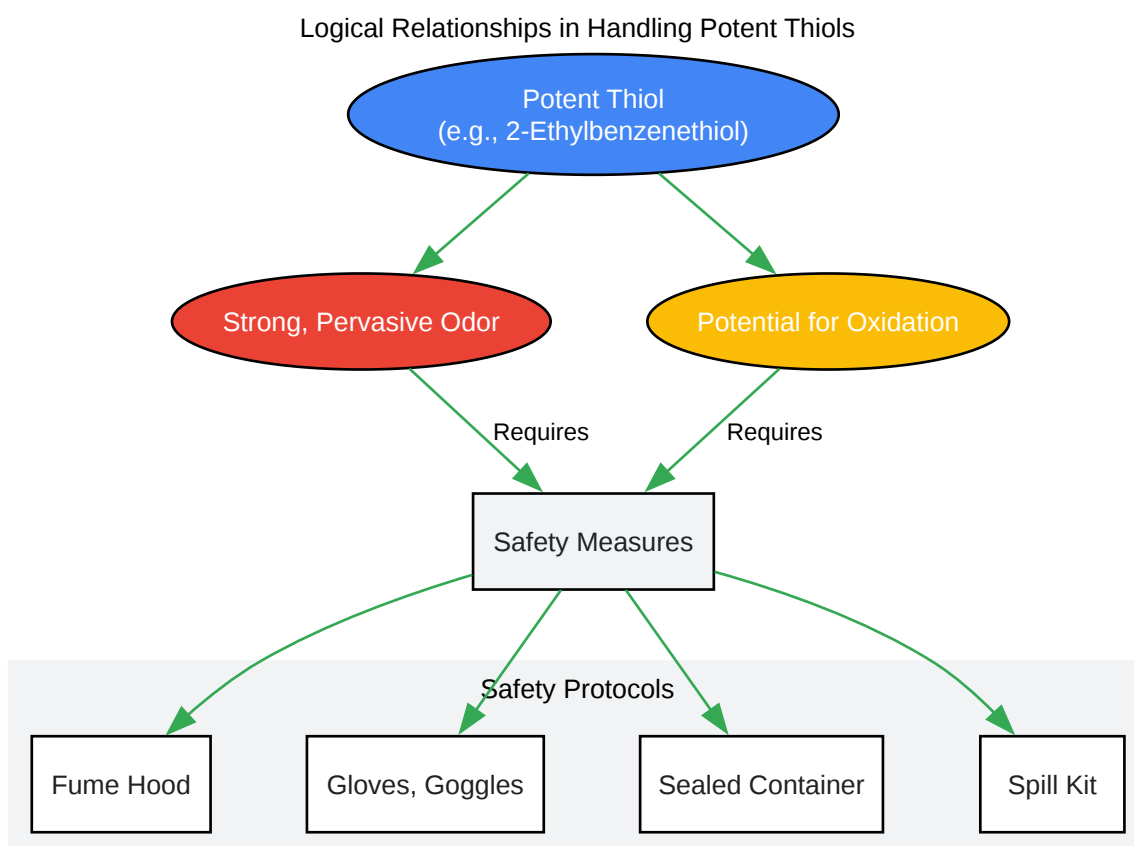 Logical Relationships in Handling Potent Thiols
Potent Thiol
(e.g., 2-Ethylbenzenethiol)
Strong, Pervasive Odor
Potential for Oxidation
Requires
Requires
Safety Measures
Safety Protocols
Fume Hood
Gloves, Goggles
Sealed Container
Spill Kit